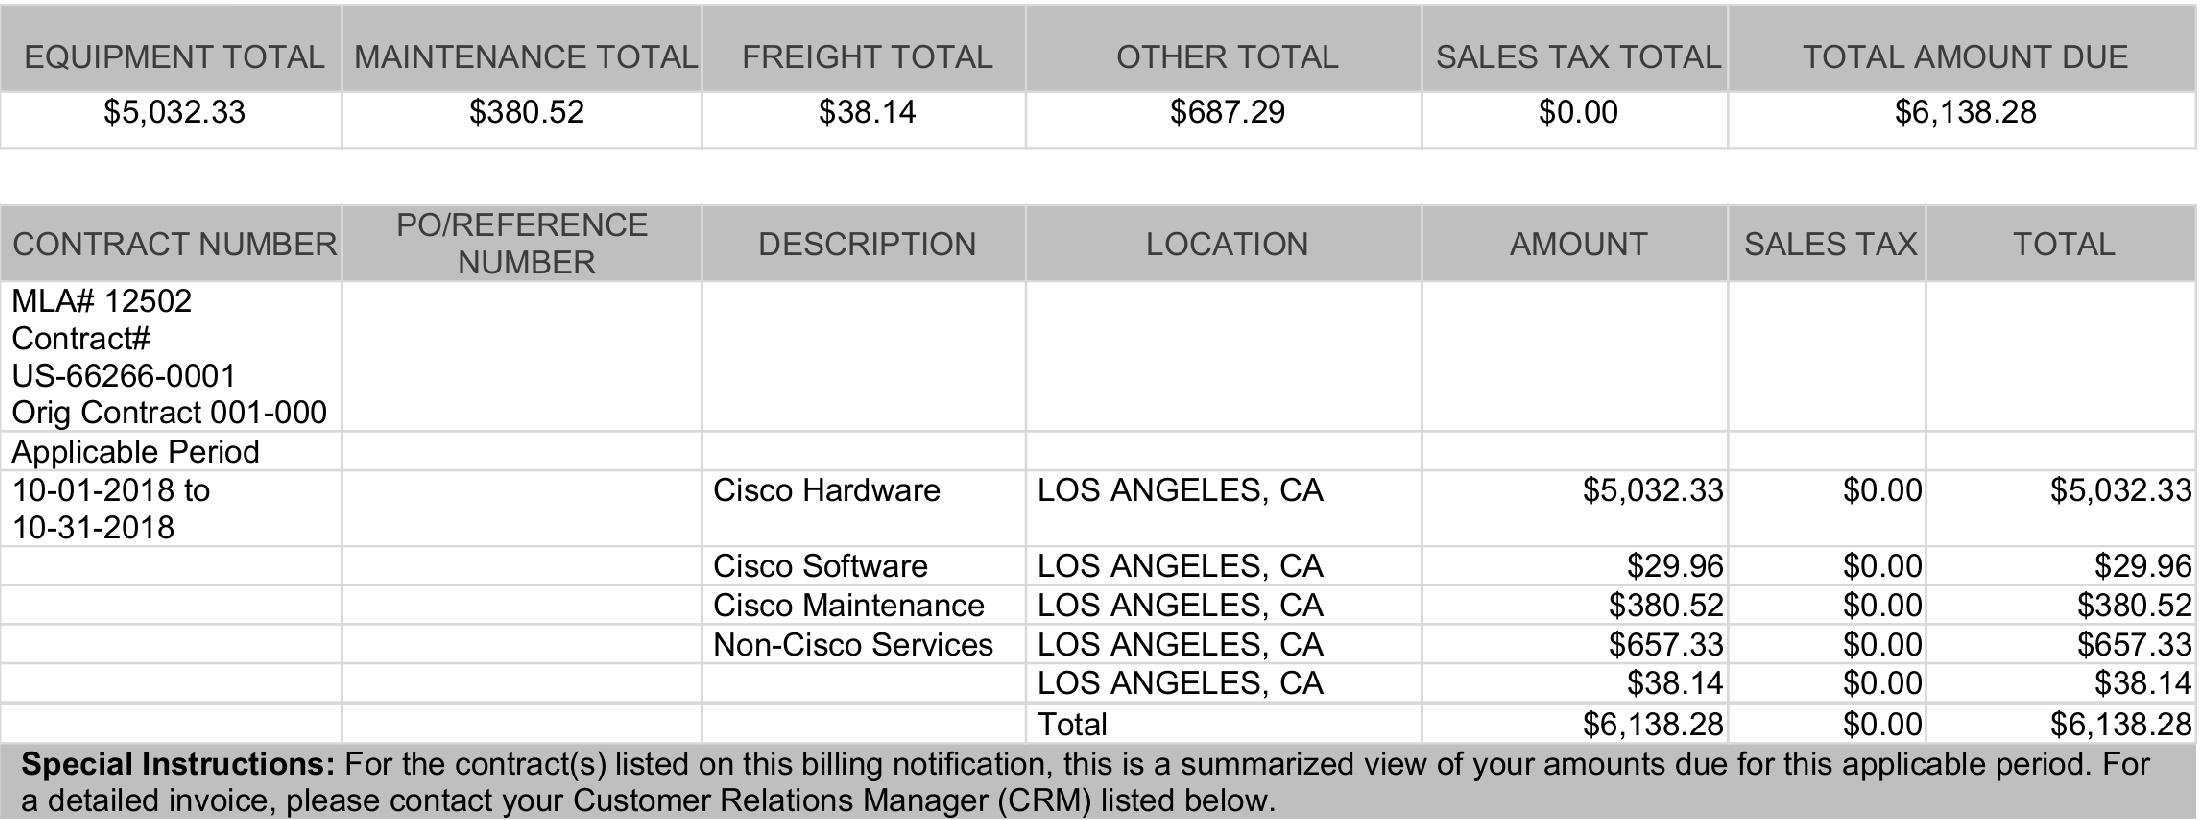 EQUIPMENT TOTAL MAINTENANCE TOTAL FREIGHT TOTAL OTHER TOTAL SALES TAX TOTAL TOTAL AMOUNT DUE
$5,032.33 $380.52 $38.14 $687.29 $0.00 $6,138.28
CONTRACT NUMBER PO/REFERENCE NUMBER DESCRIPTION LOCATION AMOUNT SALES TAX TOTAL
MLA# 12502
Contract#
US-66266-0001
Orig Contract 001-000
Applicable Period
10-01-2018 to Cisco Hardware LOS ANGELES, CA $5,032.33 $0.00 $5,032.33
10-31-2018
Cisco Software LOS ANGELES, CA $29.96 $0.00 $29.96
Cisco Maintenance LOS ANGELES, CA $380.52 $0.00 $380.52
Non-Cisco Services LOS ANGELES, CA $657.33 $0.00 $657.33
LOS ANGELES, CA $38.14 $0.00 $38.14
Total $6,138.28 $0.00 $6,138.28
Special Instructions: For the contract(s) listed on this billing notification, this is a summarized view of your amounts due for this applicable period. For
a detailed invoice, please contact your Customer Relations Manager (CRM) listed below.